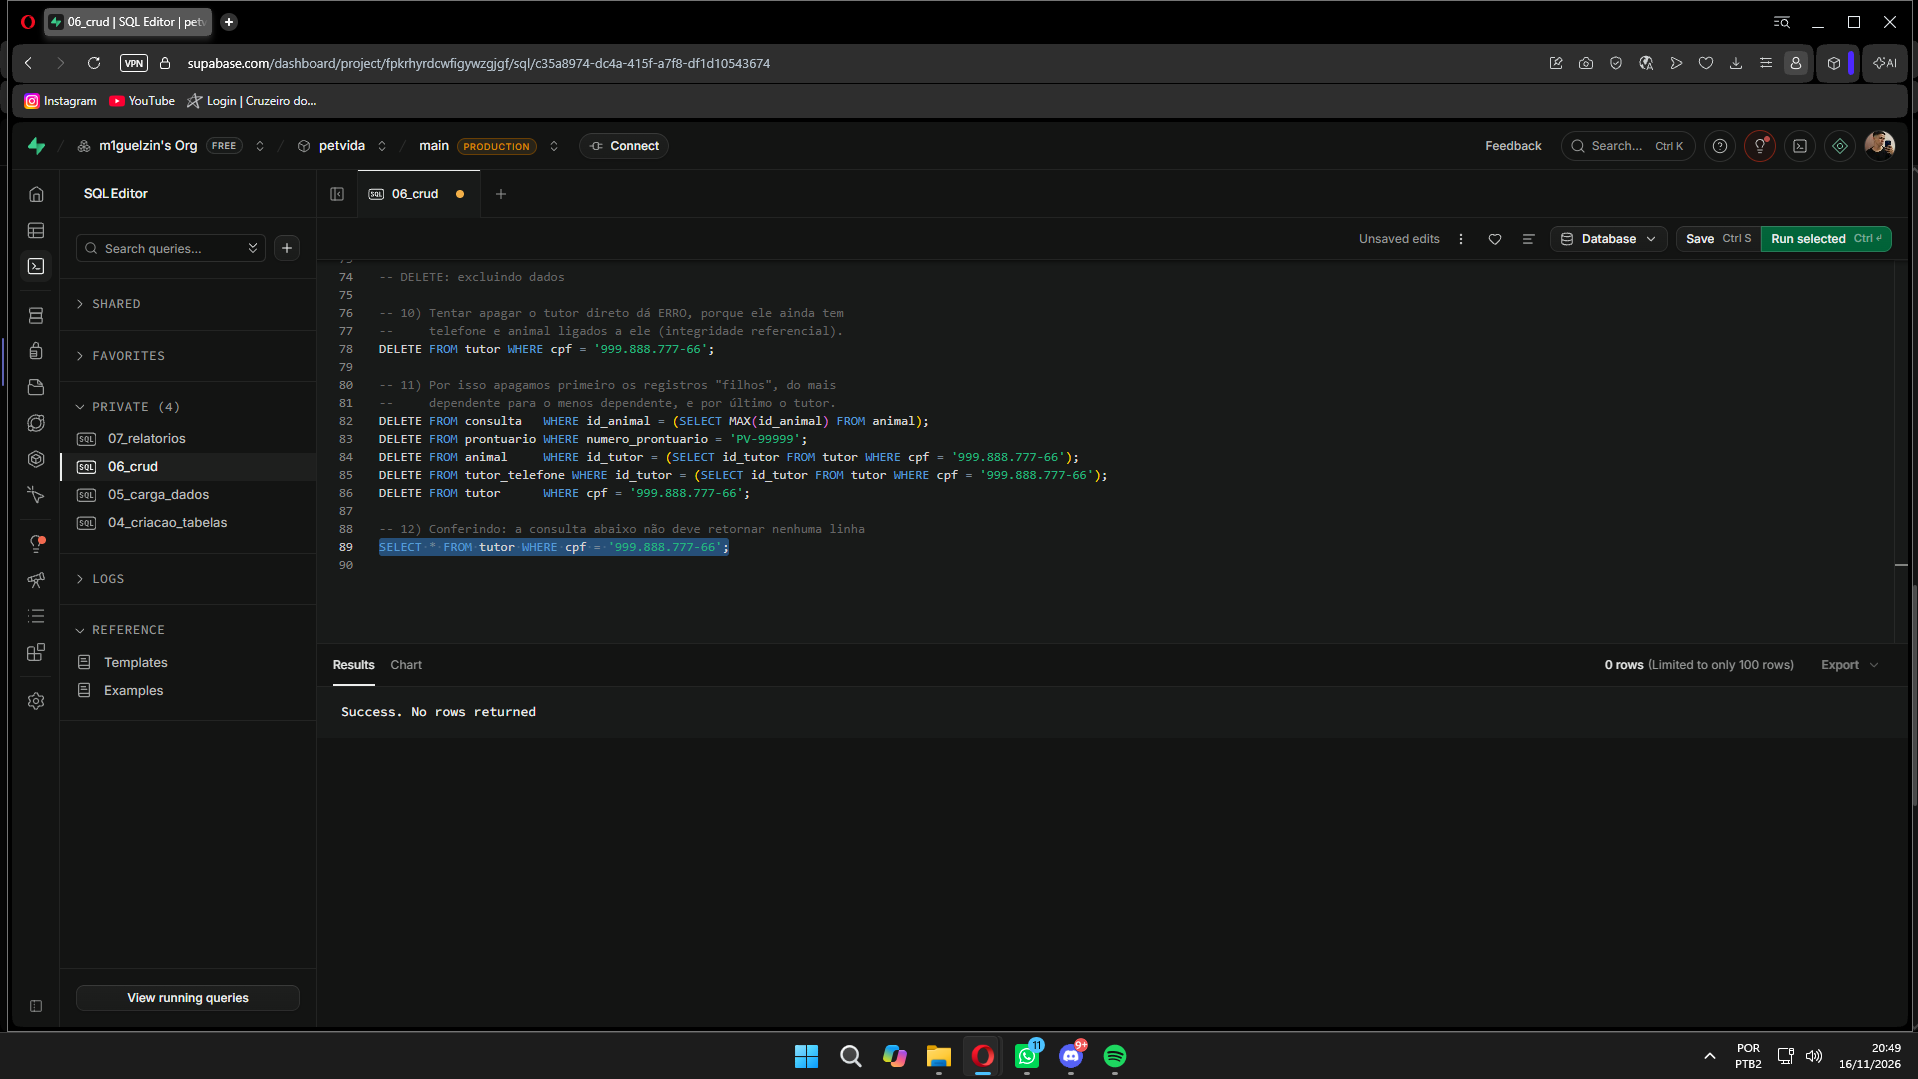 06_crud | SQL Editor | petv
VPN
supabase.com/dashboard/project/fpkrhyrdcwfigywzgjgf/sql/c35a8974-dc4a-415f-a7f8-df1d10543674
AI
Instagram
YouTube
Login | Cruzeiro do...
m1guelzin's Org
FREE
petvida
main
PRODUCTION
Connect
Feedback
Search...
Ctrl K
SQL Editor
SQL
06_crud
Search queries...
Unsaved edits
Database
Save Ctrl S
Run selected Ctrl
SHARED
FAVORITES
PRIVATE (4)
SQL 07_relatorios
SQL 06_crud
SQL 05_carga_dados
SQL 04_criacao_tabelas
LOGS
REFERENCE
Templates
Examples
View running queries
73
74 -- DELETE: excluindo dados
75
76 -- 10) Tentar apagar o tutor direto dá ERRO, porque ele ainda tem
77 -- telefone e animal ligados a ele (integridade referencial).
78 DELETE FROM tutor WHERE cpf = '999.888.777-66';
79
80 -- 11) Por isso apagamos primeiro os registros "filhos", do mais
81 -- dependente para o menos dependente, e por último o tutor.
82 DELETE FROM consulta WHERE id_animal = (SELECT MAX(id_animal) FROM animal);
83 DELETE FROM prontuario WHERE numero_prontuario = 'PV-99999';
84 DELETE FROM animal WHERE id_tutor = (SELECT id_tutor FROM tutor WHERE cpf = '999.888.777-66');
85 DELETE FROM tutor_telefone WHERE id_tutor = (SELECT id_tutor FROM tutor WHERE cpf = '999.888.777-66');
86 DELETE FROM tutor WHERE cpf = '999.888.777-66';
87
88 -- 12) Conferindo: a consulta abaixo não deve retornar nenhuma linha
89 SELECT * FROM tutor WHERE cpf = '999.888.777-66';
90
Results
Chart
0 rows (Limited to only 100 rows)
Export
Success. No rows returned
11
9+
POR
PTB2
20:49
16/11/2026